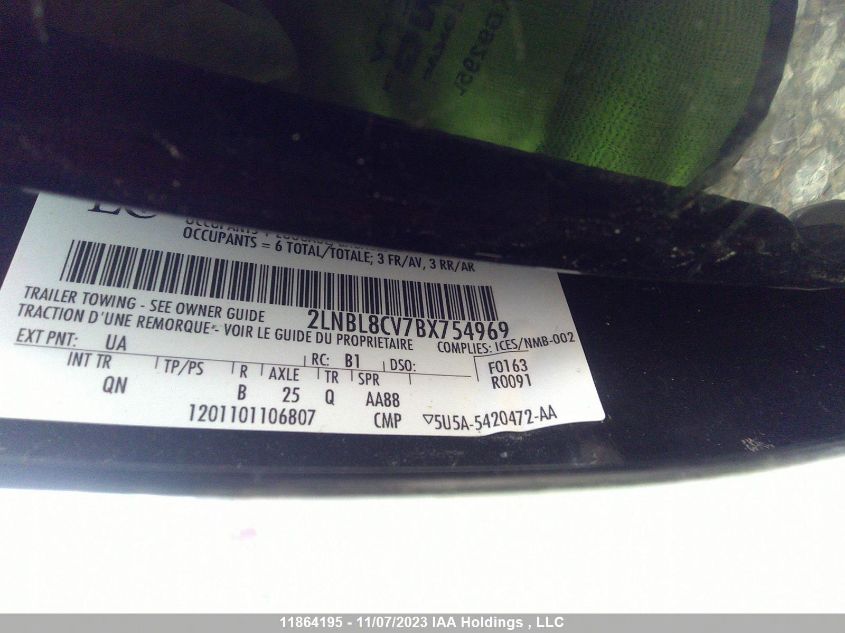 OCCUPANTS = 6 TOTAL/TOTALE; 3 FR/AV, 3 RR/AR
TRAILER TOWING - SEE OWNER GUIDE 2LNBL8CV7BX754969
TRACTION D'UNE REMORQUE - VOIR LE GUIDE DU PROPRIETAIRE COMPLIES: ICES/NMB-002
EXT PNT: UA RC: B1 DSO: F0163
INT TR TP/PS R AXLE TR SPR R0091
QN B 25 Q AA88
1201101106807 CMP ▽5U5A-5420472-AA
11864195 - 11/07/2023 IAA Holdings , LLC